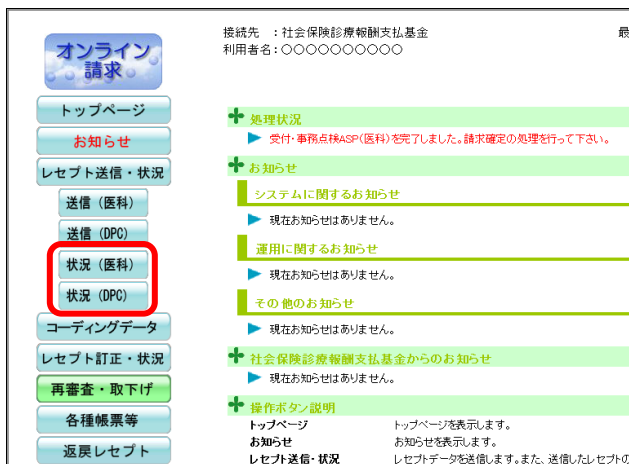 オンライン
請求
トップページ
お知らせ
レセプト送信・状況
送信（医科）
送信（DPC）
状況（医科）
状況（DPC）
コーディングデータ
レセプト訂正・状況
再審査・取下げ
各種帳票等
返戻レセプト
接続先 ：社会保険診療報酬支払基金
最
利用者名：○○○○○○○○○○
処理状況
受付・事務点検ASP(医科)を完了しました。請求確定の処理を行って下さい。
お知らせ
システムに関するお知らせ
現在お知らせはありません。
運用に関するお知らせ
現在お知らせはありません。
その他のお知らせ
現在お知らせはありません。
社会保険診療報酬支払基金からのお知らせ
現在お知らせはありません。
操作ボタン説明
トップページ トップページを表示します。
お知らせ お知らせを表示します。
レセプト送信・状況 レセプトデータを送信します。また、送信したレセプトの